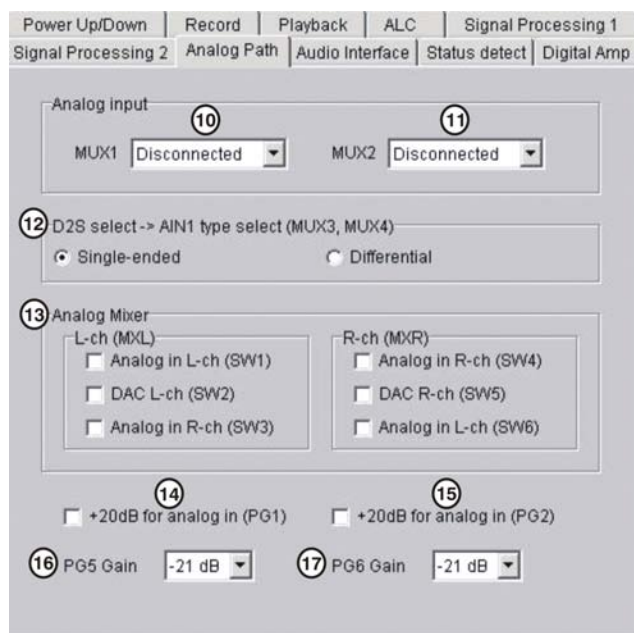 Power Up/Down Record Playback ALC Signal Processing 1
Signal Processing 2 Analog Path Audio Interface Status detect Digital Amp
Analog input
10 11
MUX1 Disconnected MUX2 Disconnected
12 D2S select -> AIN1 type select (MUX3, MUX4)
Single-ended Differential
13 Analog Mixer
L-ch (MXL) R-ch (MXR)
Analog in L-ch (SW1) Analog in R-ch (SW4)
DAC L-ch (SW2) DAC R-ch (SW5)
Analog in R-ch (SW3) Analog in L-ch (SW6)
14 15
+20dB for analog in (PG1) +20dB for analog in (PG2)
16 PG5 Gain -21 dB 17 PG6 Gain -21 dB